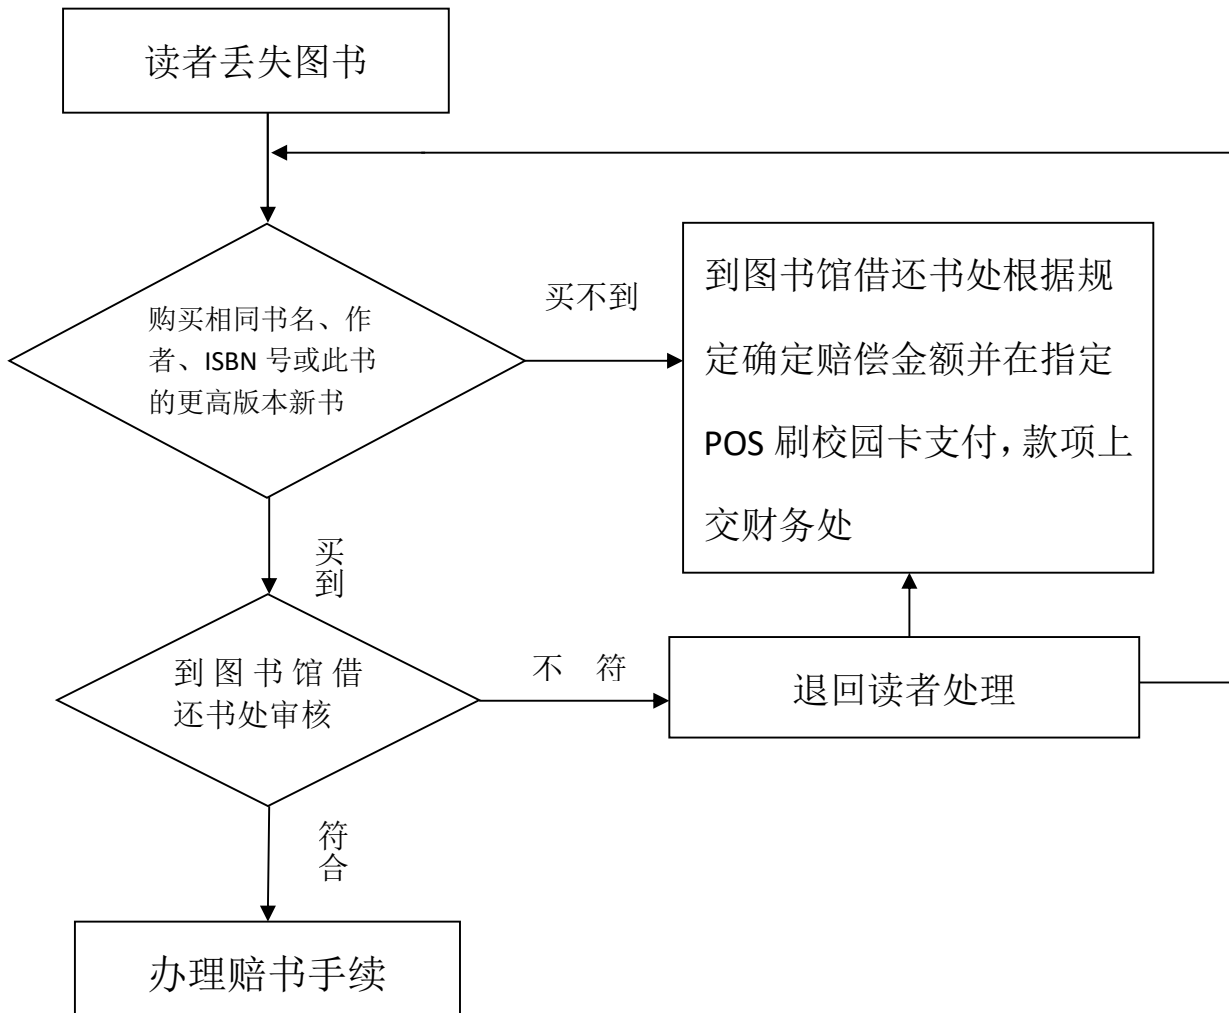 读者丢失图书
购买相同书名、作
者、ISBN 号或此书
的更高版本新书
买不到
到图书馆借还书处根据规
定确定赔偿金额并在指定
POS 刷校园卡支付，款项上
交财务处
买到
到图书馆借
还书处审核
不 符
退回读者处理
符合
办理赔书手续